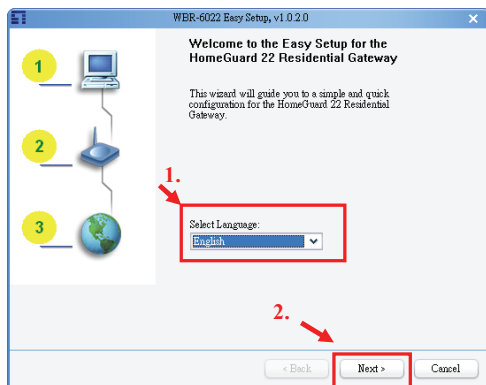 WBR-6022 Easy Setup, v1.0.2.0
Welcome to the Easy Setup for the
HomeGuard 22 Residential Gateway
This wizard will guide you to a simple and quick
configuration for the HomeGuard 22 Residential
Gateway.
1
2
3
1.
Select Language:
English
2.
< Back
Next >
Cancel